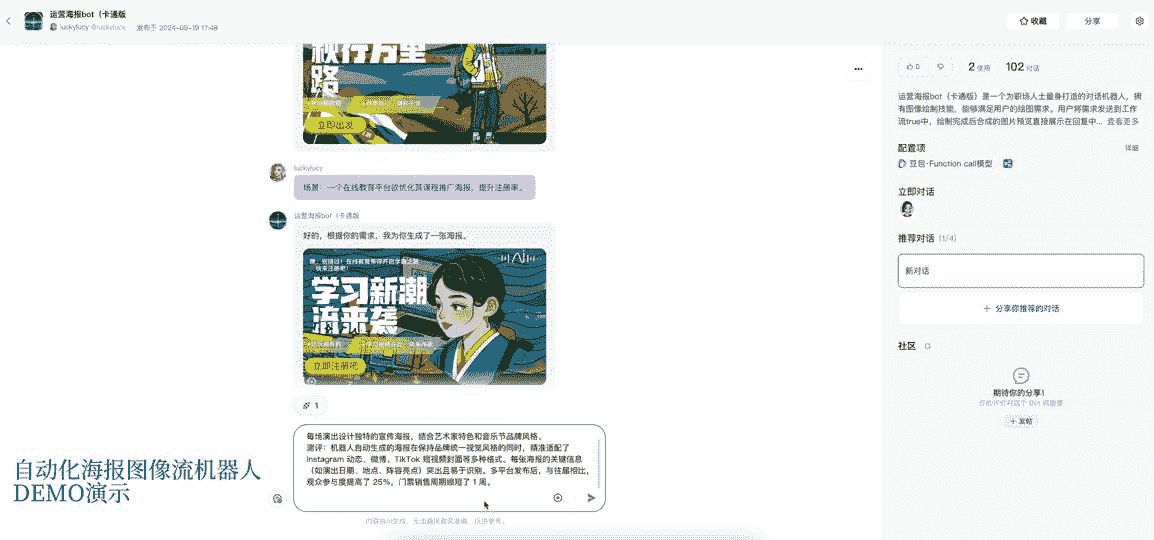 运营海报bot（卡通版
luckylucy @luckylucy 发布于 2024-09-19 17:48
收藏
分享
秋行万里
路
立即出发
luckylucy
场景：一个在线教育平台欲优化其课程推广海报，提升注册率。
运营海报bot（卡通版
好的，根据你的需求，我为你生成了一张海报。
快来注册吧！
学习新潮
流来袭
立即注册吧
1
每场演出设计独特的宣传海报，结合艺术家特色和音乐节品牌风格。
测评：机器人自动生成的海报在保持品牌统一视觉风格的同时，精准适配了
Instagram 动态、微博、TikTok 短视频封面等多种格式。每张海报的关键信息
（如演出日期、地点、阵容亮点）突出且易于识别。多平台发布后，与往届相比，
观众参与度提高了 25%，门票销售周期缩短了 1 周。
内容由AI生成，无法确保真实准确，仅供参考。
自动化海报图像流机器人
DEMO演示
0
2 使用
102 对话
运营海报bot（卡通版）是一个为职场人士量身打造的对话机器人，拥
有图像绘制技能，能够满足用户的绘图需求。用户将需求发送到工作
流true中，绘制完成后合成的图片预览直接展示在回复中... 查看更多
配置项
详细
豆包·Function call模型
立即对话
推荐对话 (1/4)
新对话
+ 分享你推荐的对话
社区 0
期待你的分享！
+ 发帖